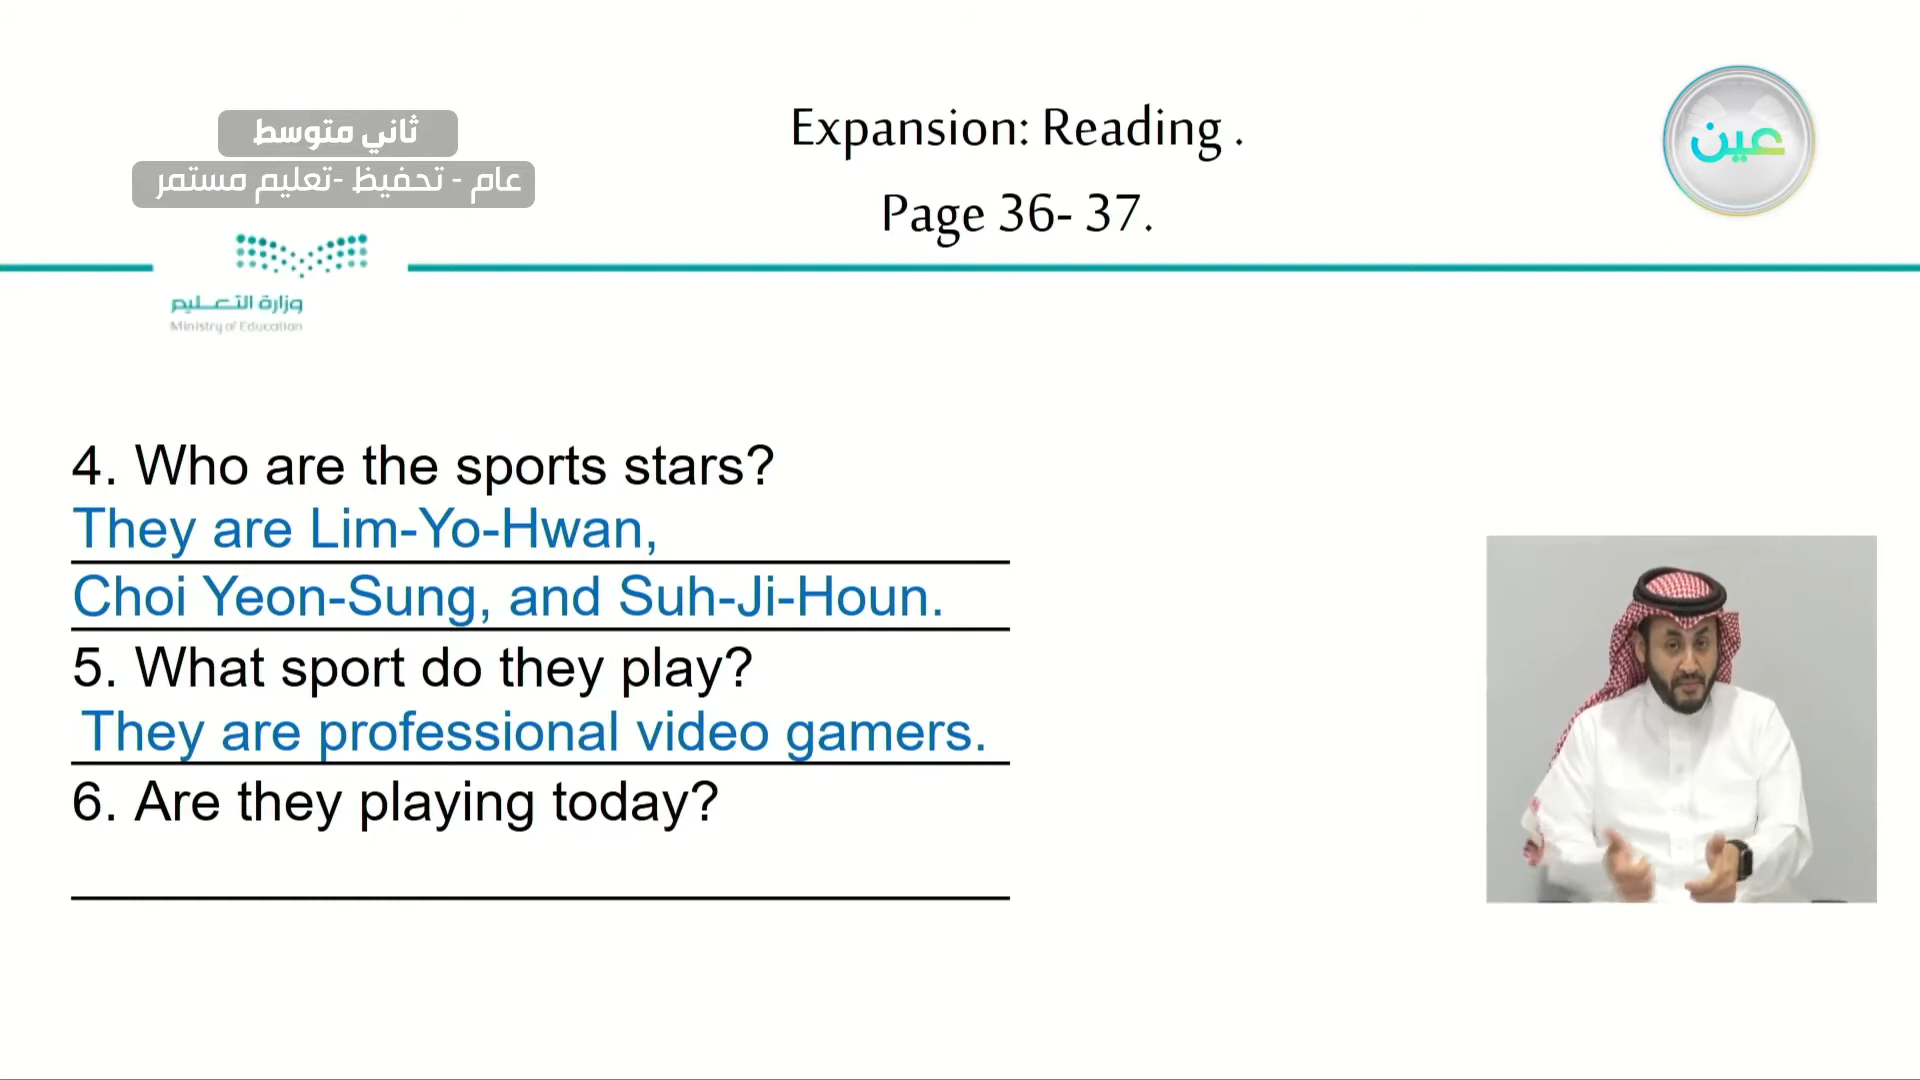 ثاني متوسط
عام - تحفيظ -تعليم مستمر
Expansion: Reading .
Page 36- 37.
عين
وزارة التعليم
Ministry of Education
4. Who are the sports stars?
They are Lim-Yo-Hwan,
Choi Yeon-Sung, and Suh-Ji-Houn.
5. What sport do they play?
They are professional video gamers.
6. Are they playing today?